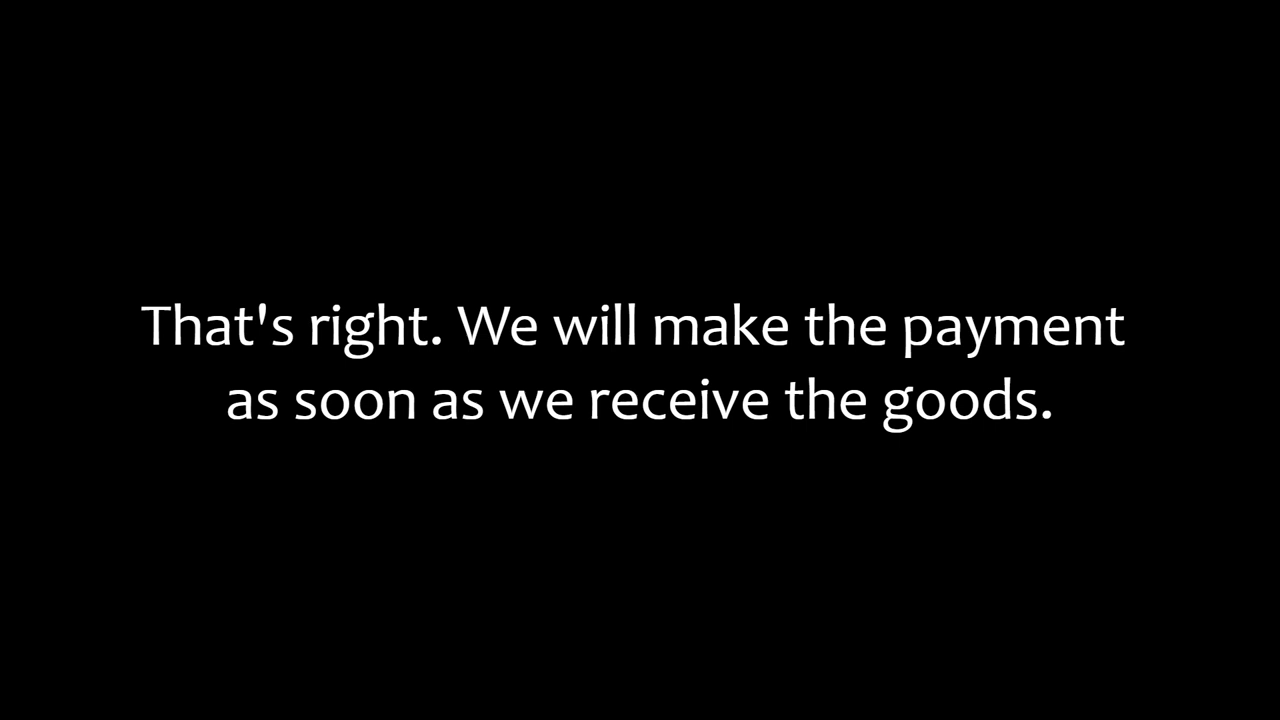 That's right. We will make the payment
as soon as we receive the goods.